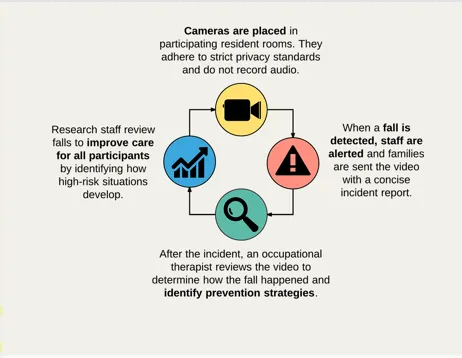 Cameras are placed in
participating resident rooms. They
adhere to strict privacy standards
and do not record audio.
When a fall is
detected, staff are
alerted and families
are sent the video
with a concise
incident report.
After the incident, an occupational
therapist reviews the video to
determine how the fall happened and
identify prevention strategies.
Research staff review
falls to improve care
for all participants
by identifying how
high-risk situations
develop.